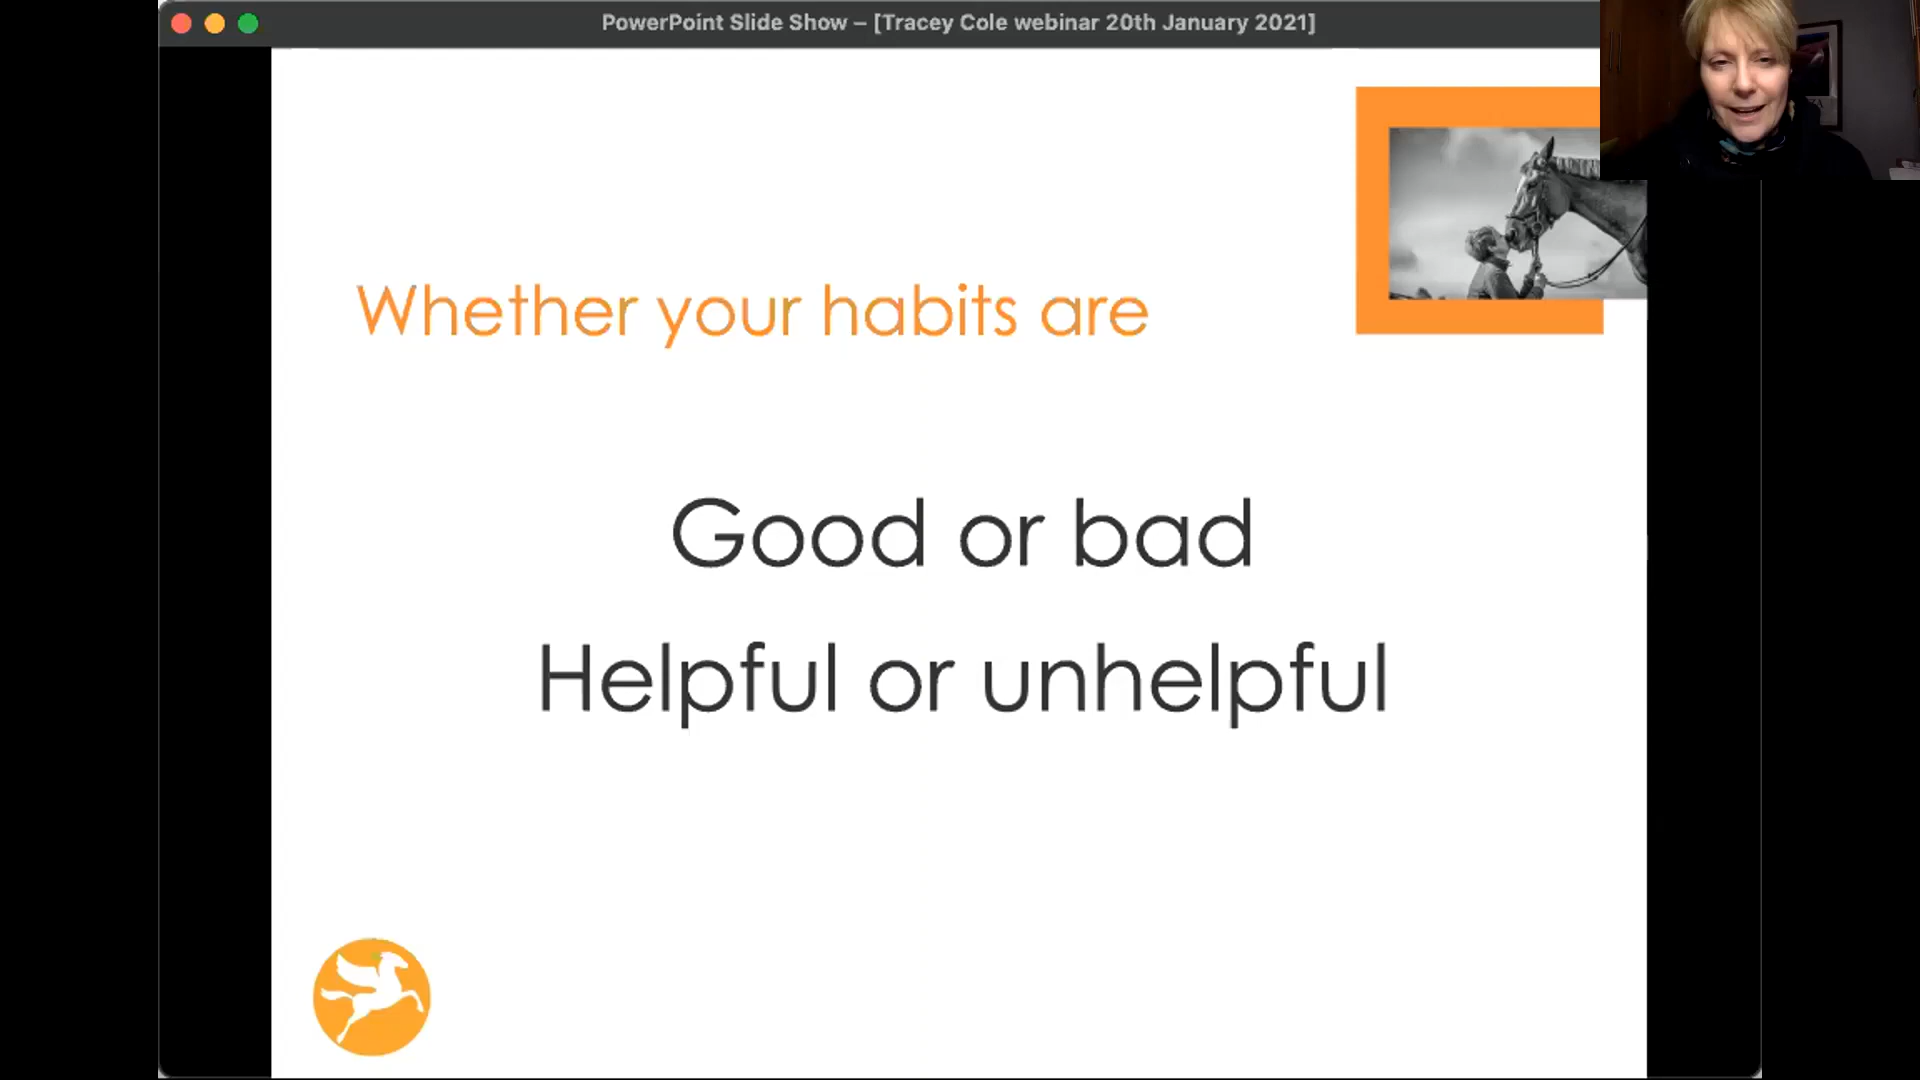 PowerPoint Slide Show – [Tracey Cole webinar 20th January 2021]
Whether your habits are
Good or bad
Helpful or unhelpful